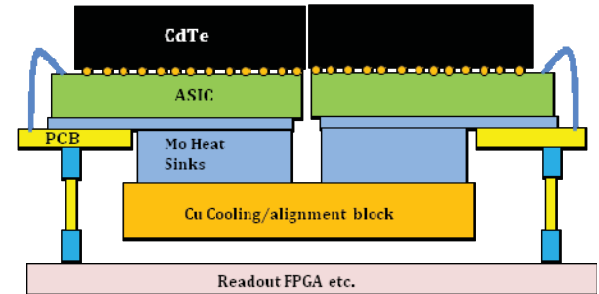 CdTe
ASIC
PCB
Mo Heat
Sinks
Cu Cooling/alignment block
Readout FPGA etc.